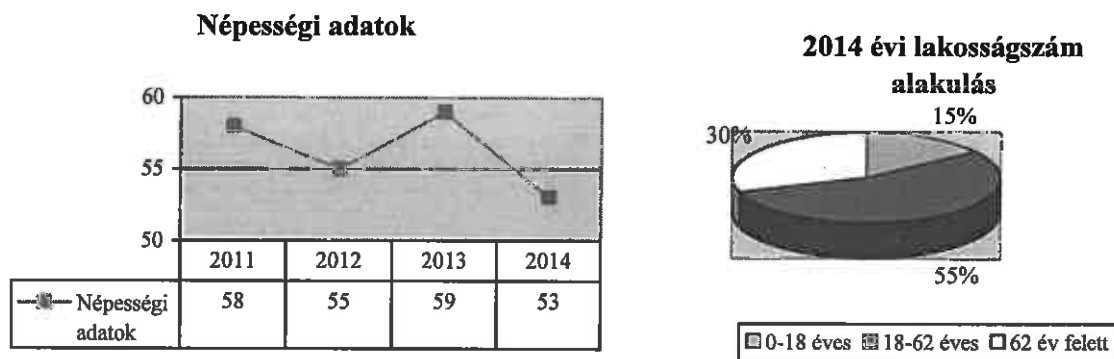 Népességi adatok
60
55
50
2011 2012 2013 2014
Népességi adatok 58 55 59 53
2014 évi lakosságszám
alakulás
15%
30%
55%
0-18 éves 18-62 éves 62 év felett